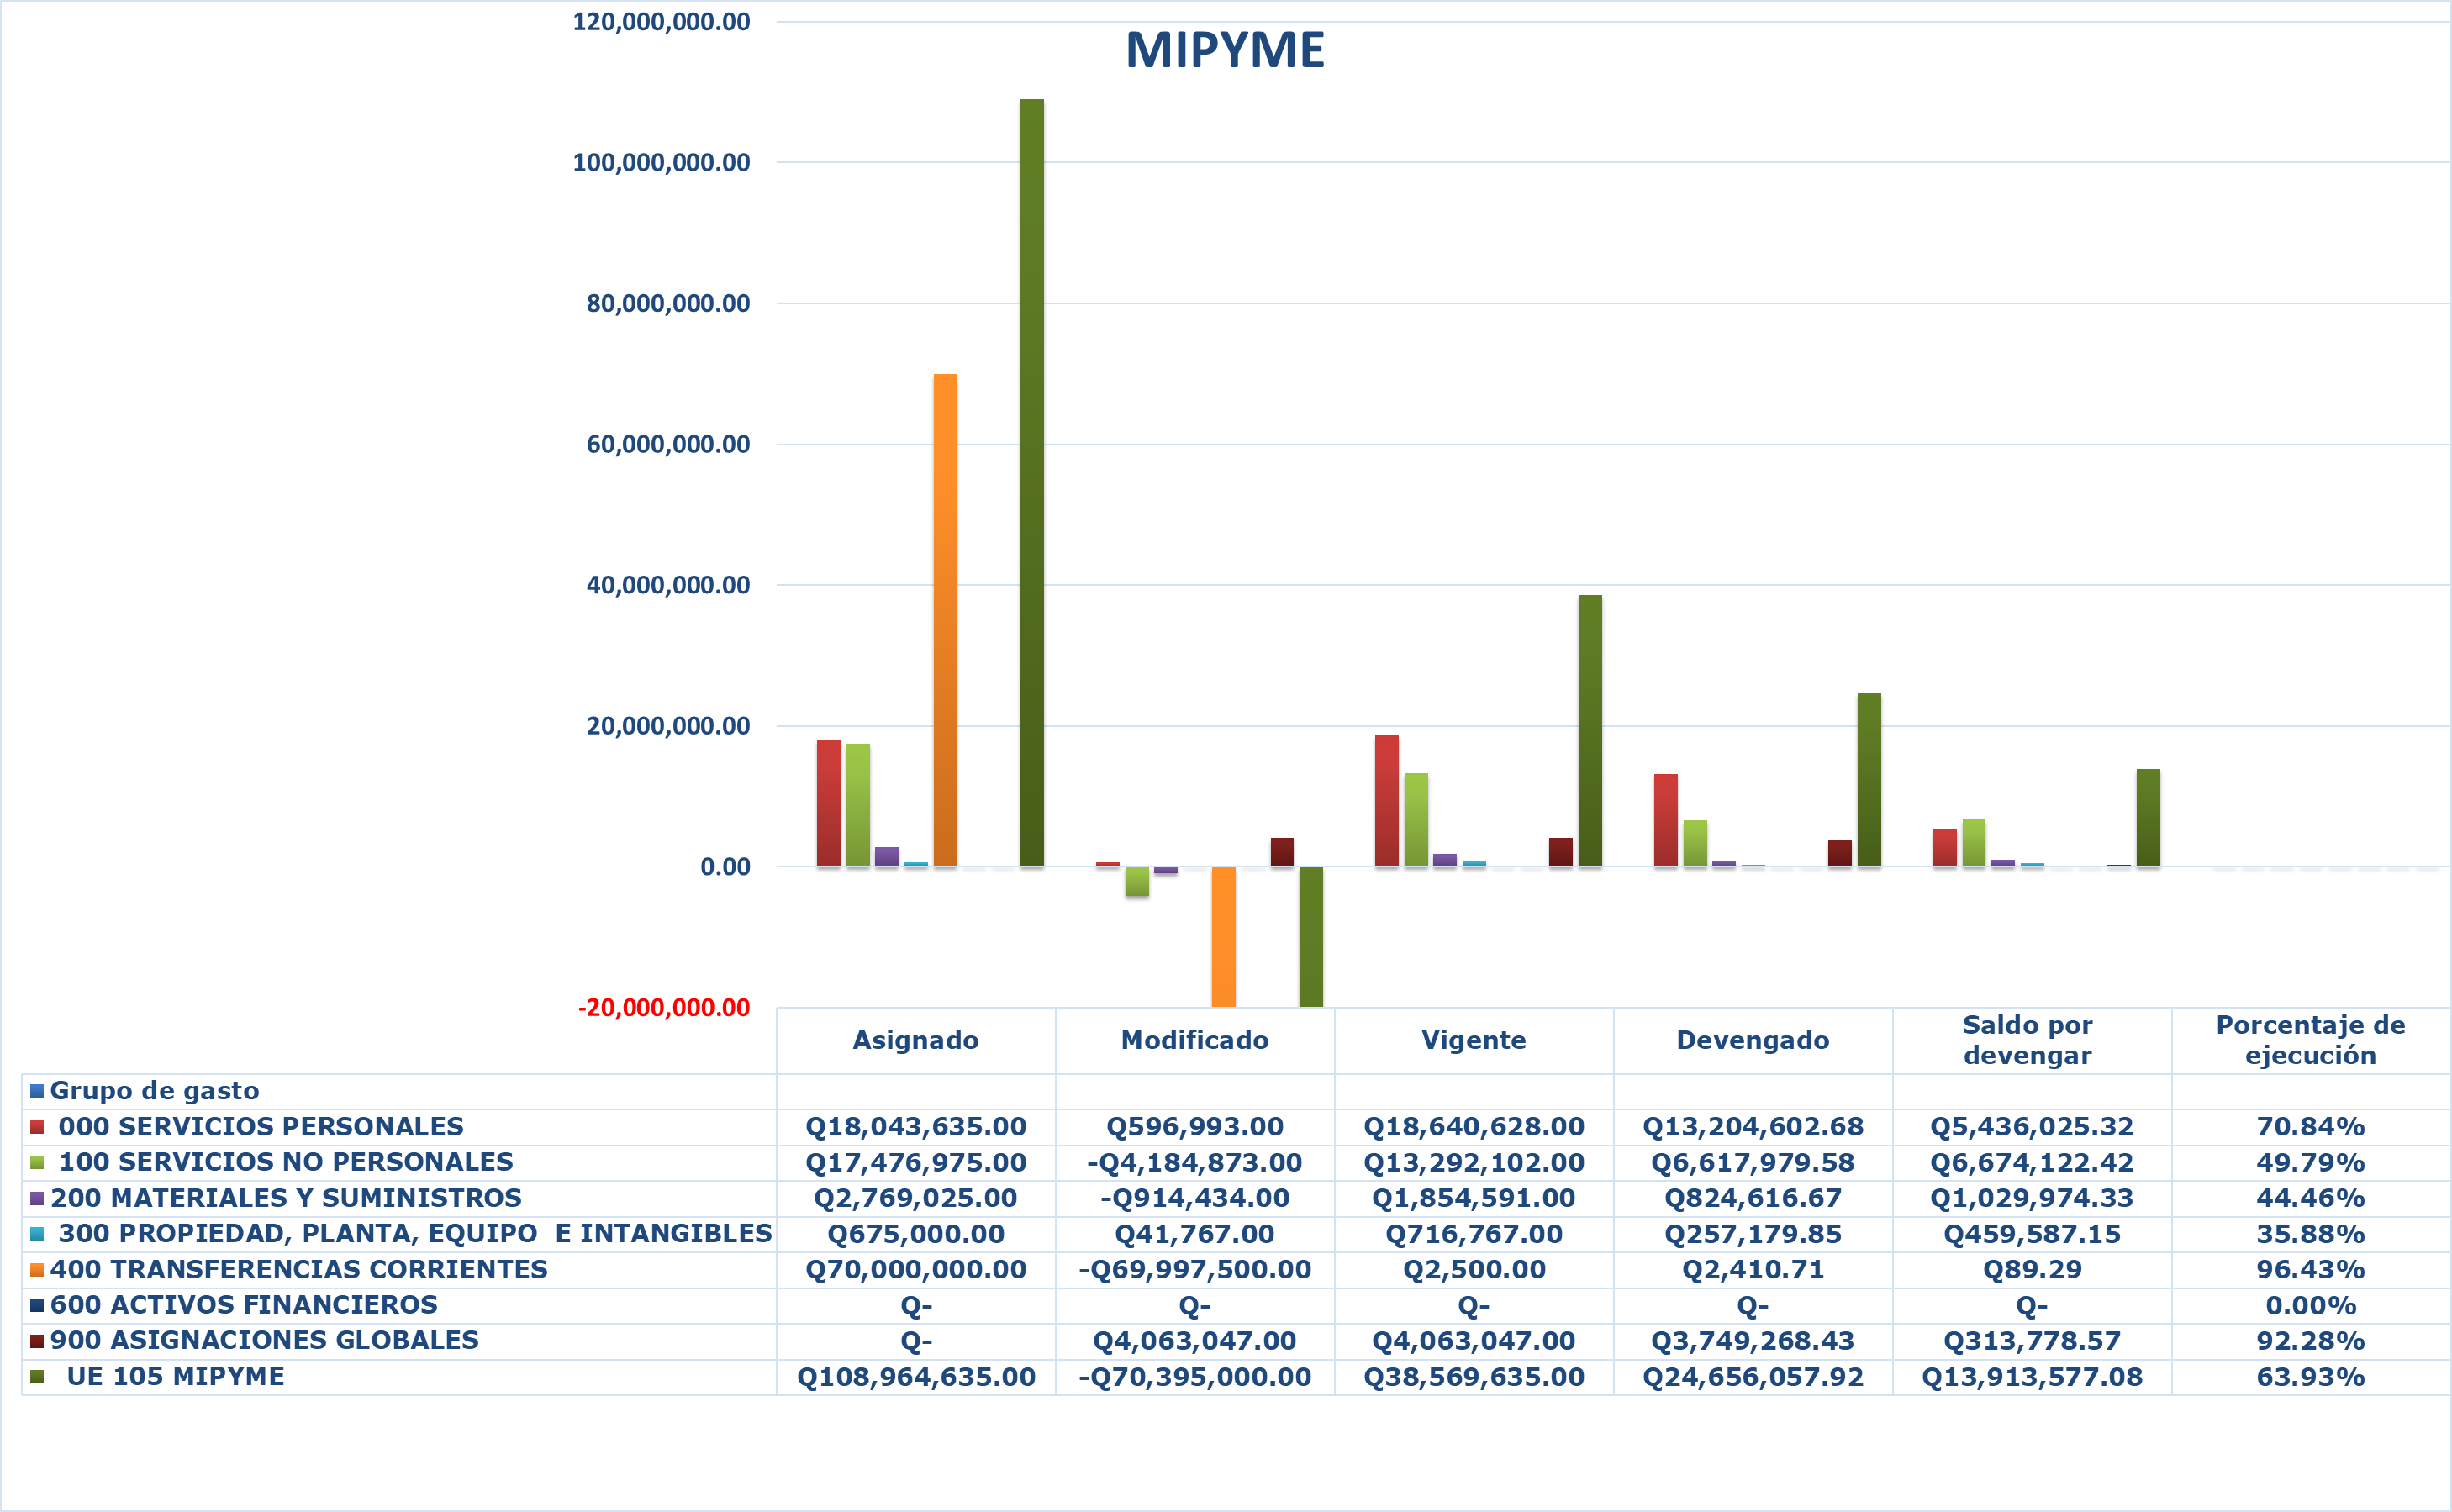 120,000,000.00
MIPYME
100,000,000.00
80,000,000.00
60,000,000.00
40,000,000.00
20,000,000.00
0.00
-20,000,000.00
Asignado Modificado Vigente Devengado Saldo por devengar Porcentaje de ejecución
Grupo de gasto
000 SERVICIOS PERSONALES Q18,043,635.00 Q596,993.00 Q18,640,628.00 Q13,204,602.68 Q5,436,025.32 70.84%
100 SERVICIOS NO PERSONALES Q17,476,975.00 -Q4,184,873.00 Q13,292,102.00 Q6,617,979.58 Q6,674,122.42 49.79%
200 MATERIALES Y SUMINISTROS Q2,769,025.00 -Q914,434.00 Q1,854,591.00 Q824,616.67 Q1,029,974.33 44.46%
300 PROPIEDAD, PLANTA, EQUIPO E INTANGIBLES Q675,000.00 Q41,767.00 Q716,767.00 Q257,179.85 Q459,587.15 35.88%
400 TRANSFERENCIAS CORRIENTES Q70,000,000.00 -Q69,997,500.00 Q2,500.00 Q2,410.71 Q89.29 96.43%
600 ACTIVOS FINANCIEROS Q- Q- Q- Q- Q- 0.00%
900 ASIGNACIONES GLOBALES Q- Q4,063,047.00 Q4,063,047.00 Q3,749,268.43 Q313,778.57 92.28%
UE 105 MIPYME Q108,964,635.00 -Q70,395,000.00 Q38,569,635.00 Q24,656,057.92 Q13,913,577.08 63.93%